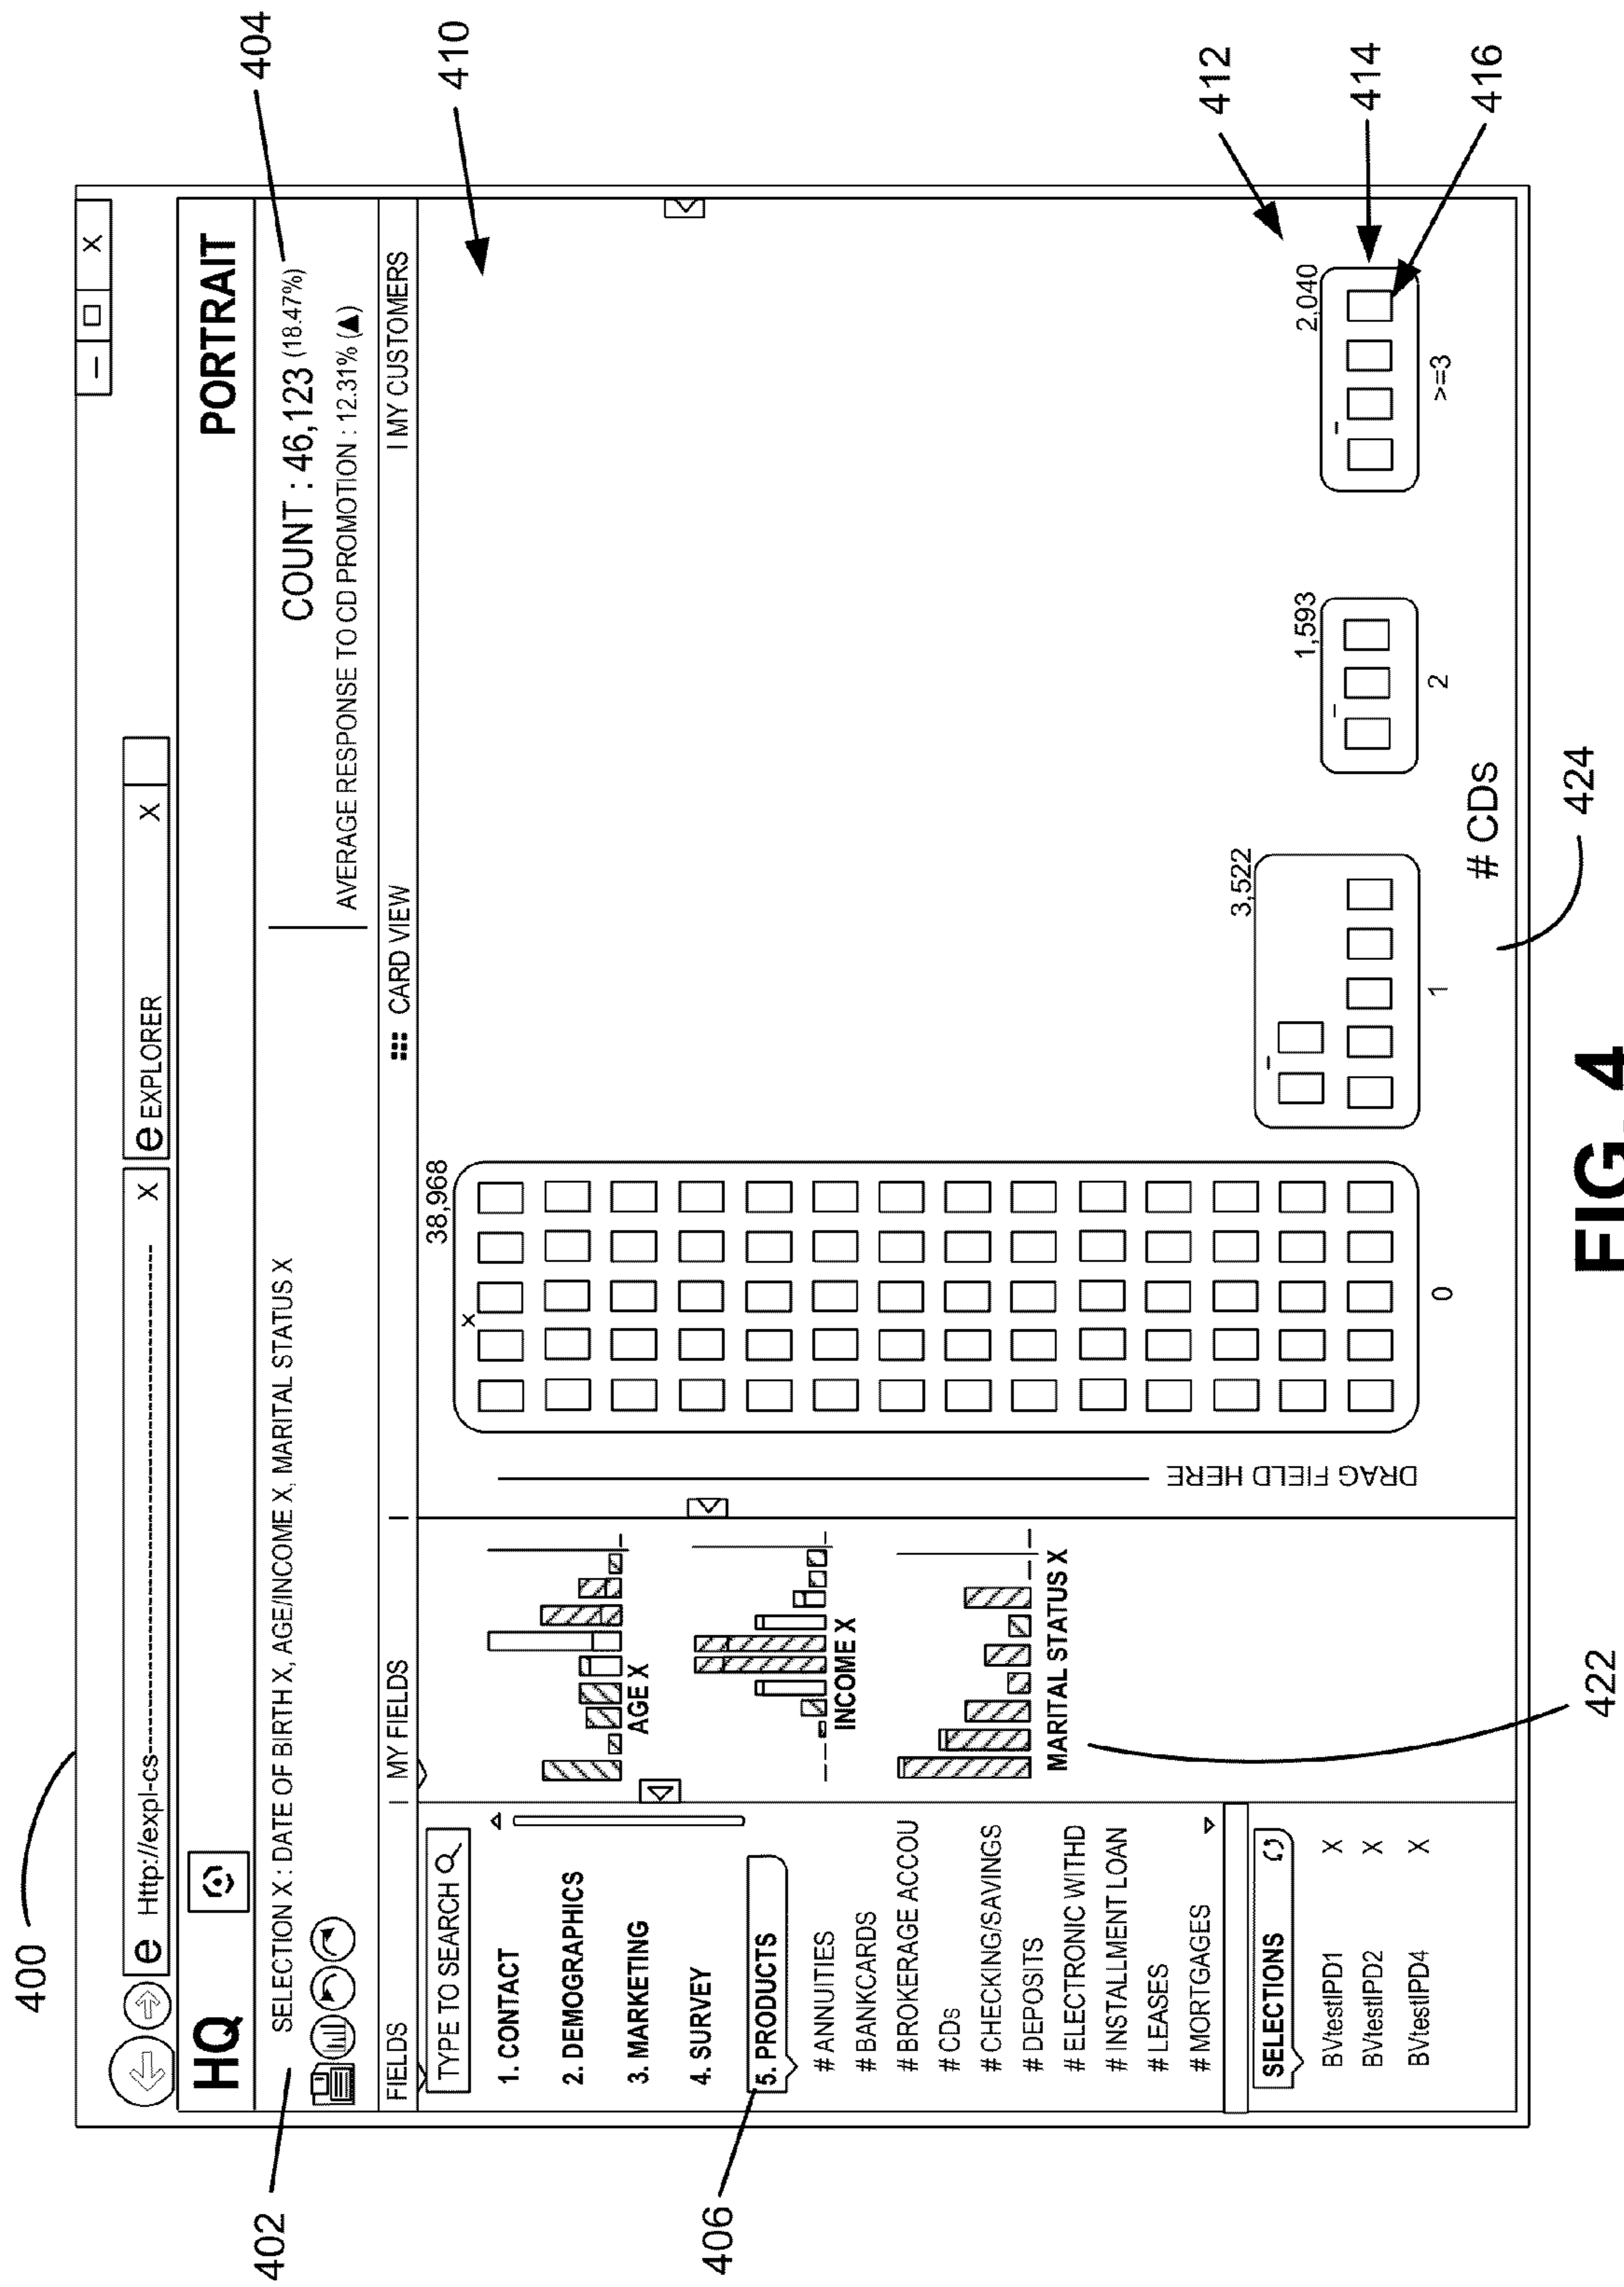 400
– □ X
e Http://expl-cs X e EXPLORER X
HQ PORTRAIT
402
SELECTION X : DATE OF BIRTH X, AGE/INCOME X, MARITAL STATUS X
COUNT : 46,123 (18.47%)
404
AVERAGE RESPONSE TO CD PROMOTION : 12.31% (▲)
FIELDS | MY FIELDS | CARD VIEW | MY CUSTOMERS
410
TYPE TO SEARCH
1. CONTACT
2. DEMOGRAPHICS
3. MARKETING
4. SURVEY
406
5. PRODUCTS
# ANNUITIES
# BANKCARDS
# BROKERAGE ACCOU
# CDs
# CHECKING/SAVINGS
# DEPOSITS
# ELECTRONIC WITHD
# INSTALLMENT LOAN
# LEASES
# MORTGAGES
SELECTIONS
BVtestIPD1 X
BVtestIPD2 X
BVtestIPD4 X
AGE X
INCOME X
MARITAL STATUS X
422
DRAG FIELD HERE
38,968
x
0
3,522
1
1,593
2
2,040
>=3
412
414
416
# CDS
424
FIG. 4